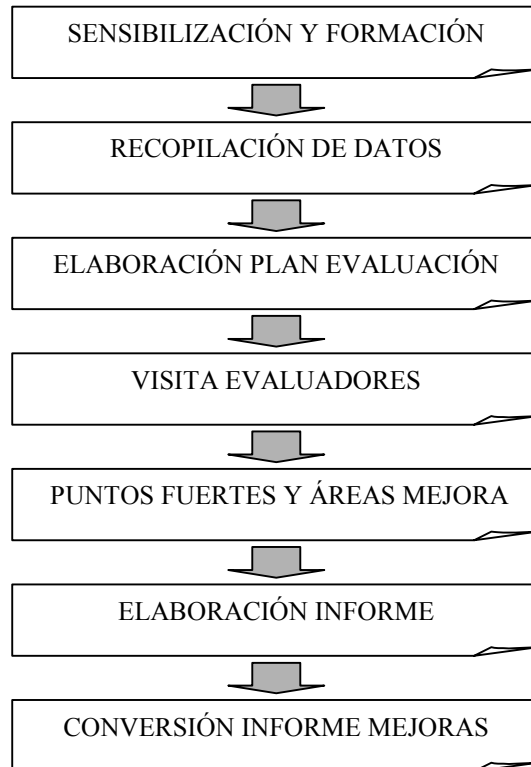 SENSIBILIZACIÓN Y FORMACIÓN
RECOPILACIÓN DE DATOS
ELABORACIÓN PLAN EVALUACIÓN
VISITA EVALUADORES
PUNTOS FUERTES Y ÁREAS MEJORA
ELABORACIÓN INFORME
CONVERSIÓN INFORME MEJORAS